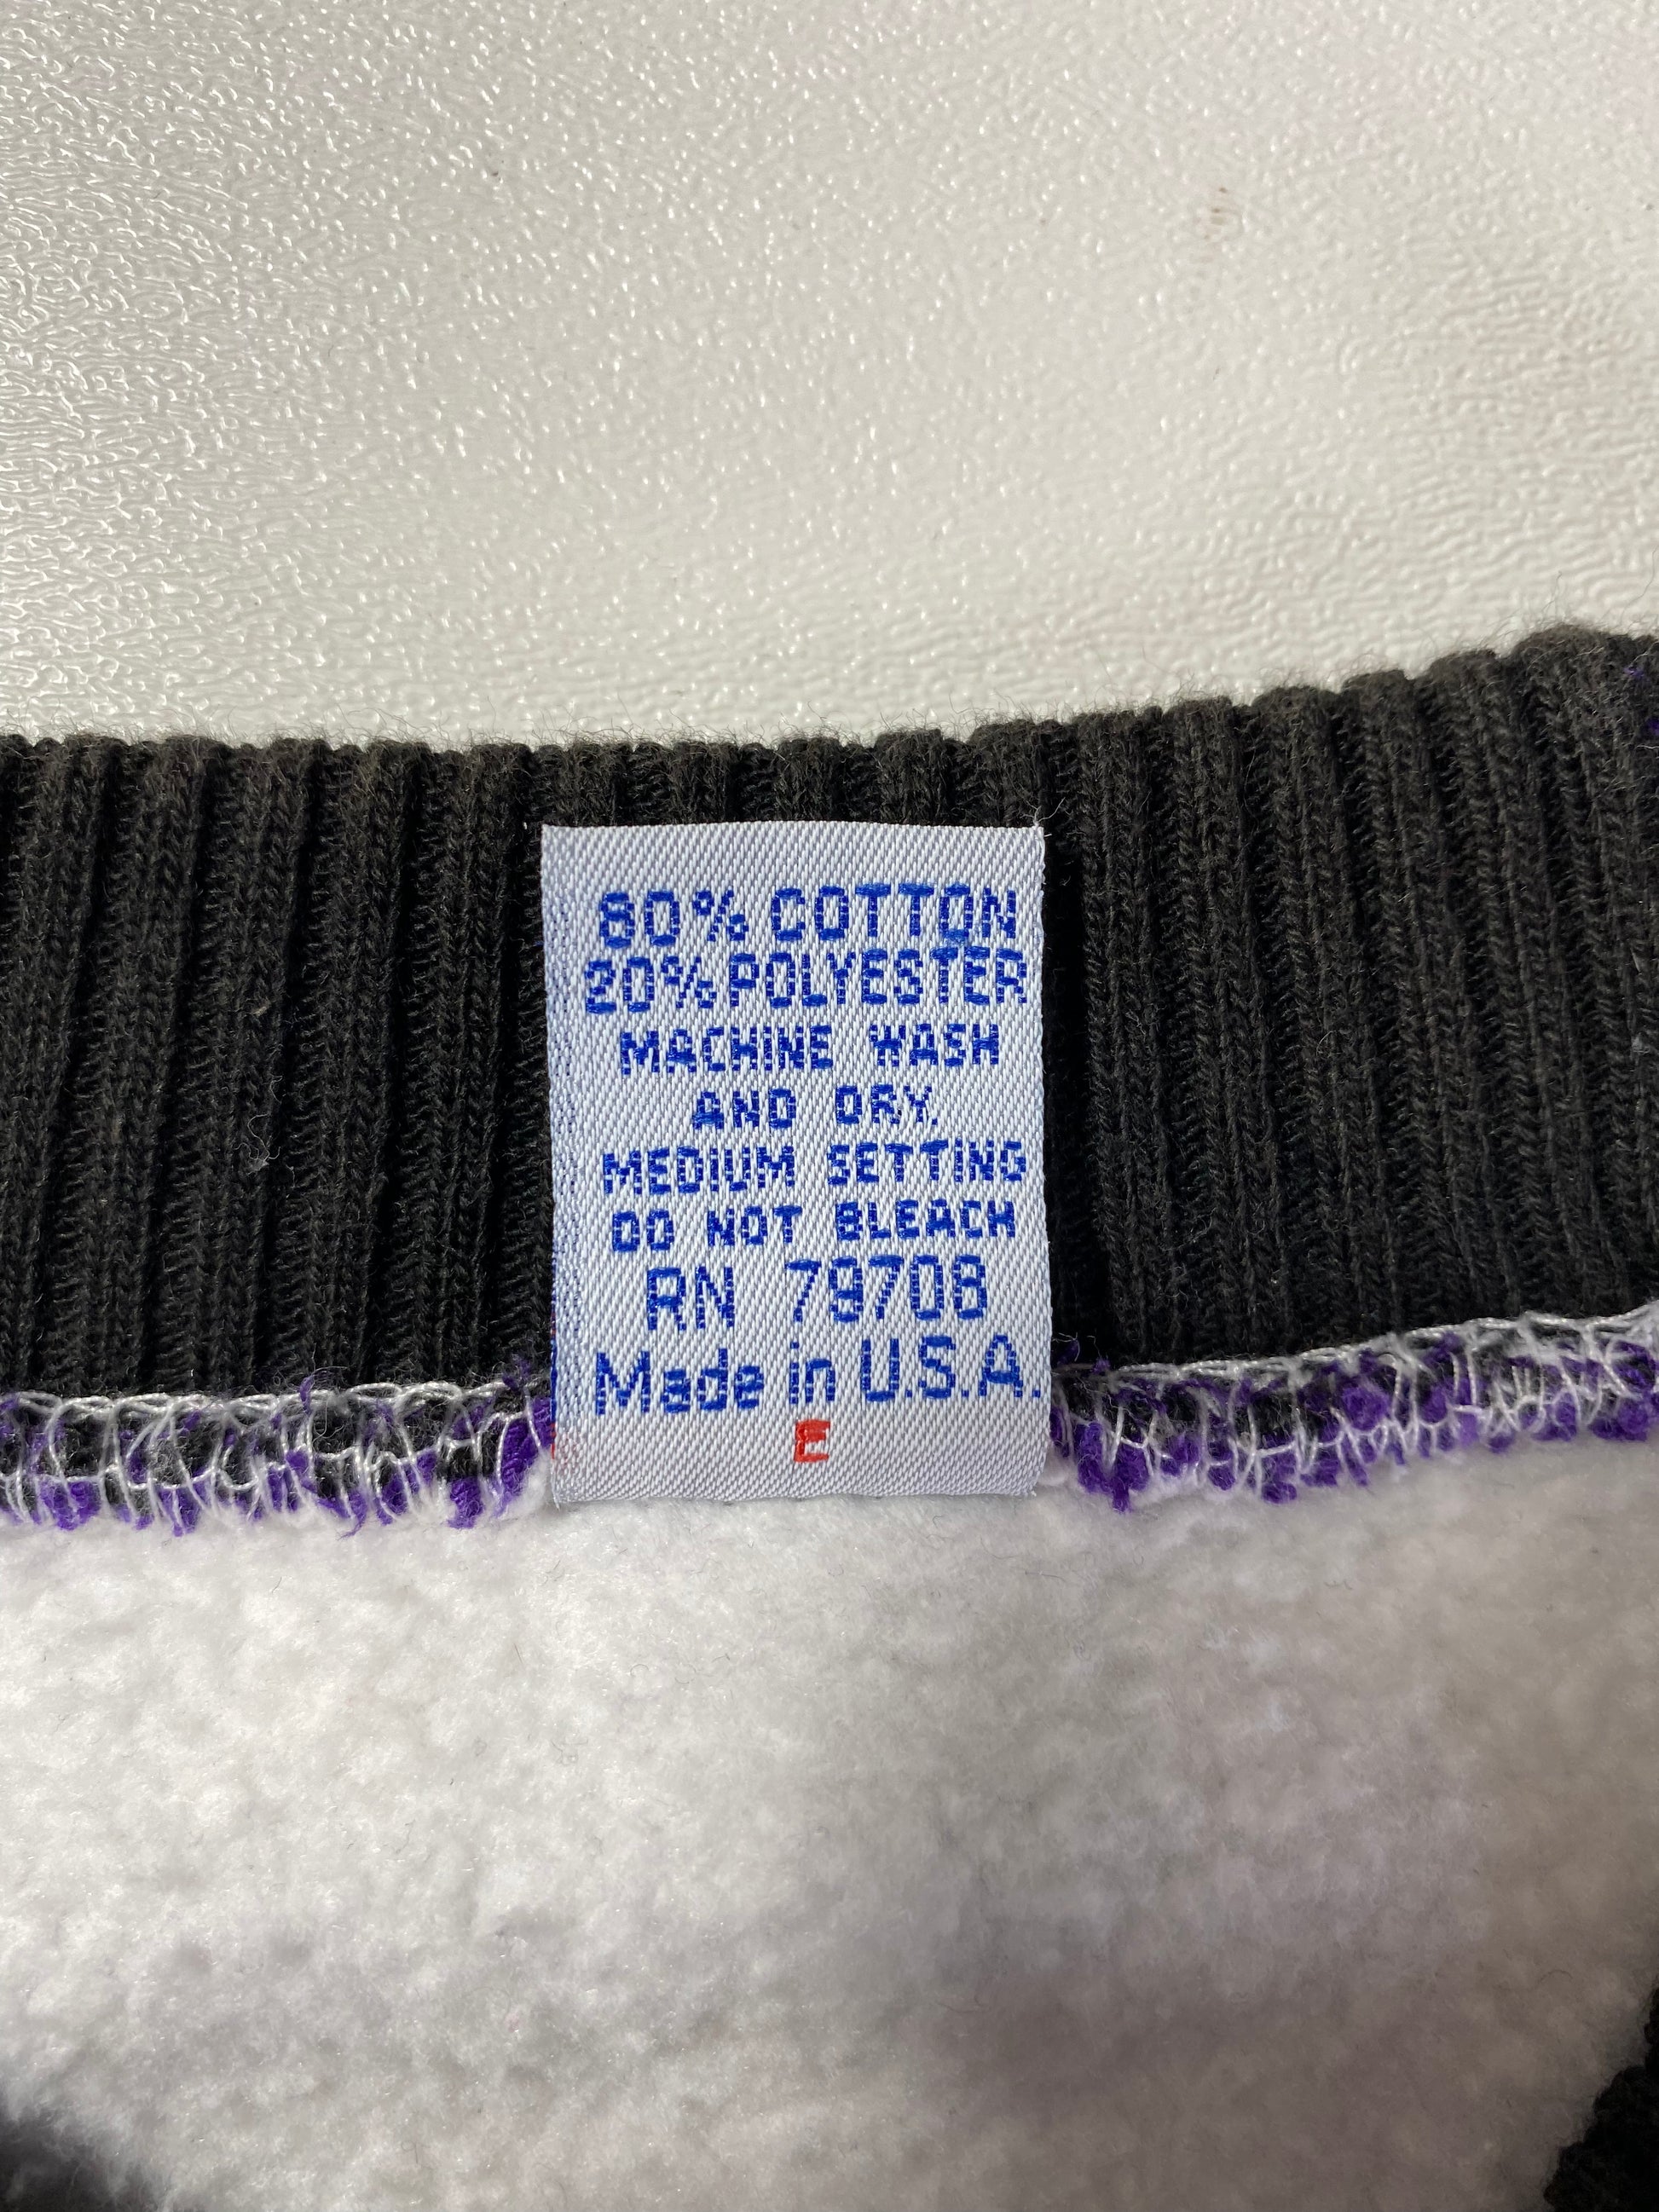 80% COTTON
20% POLYESTER
MACHINE WASH
AND DRY.
MEDIUM SETTING
DO NOT BLEACH
RN 79708
Made in U.S.A.
E